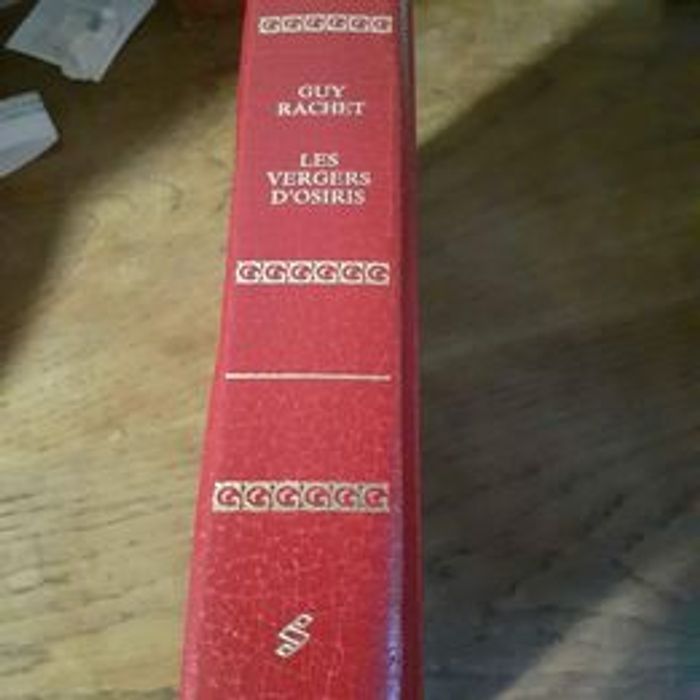 GUY
RACHET
LES
VERGERS
D'OSIRIS